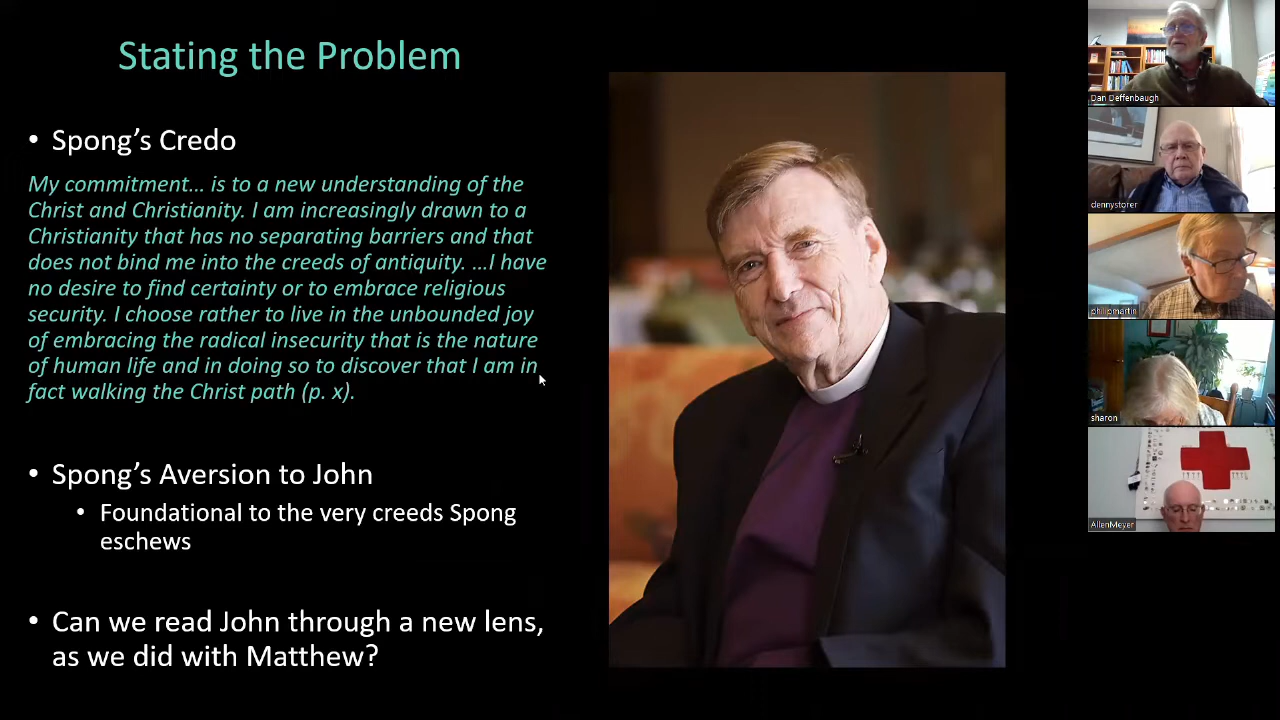 Stating the Problem
• Spong’s Credo
My commitment… is to a new understanding of the
Christ and Christianity. I am increasingly drawn to a
Christianity that has no separating barriers and that
does not bind me into the creeds of antiquity. …I have
no desire to find certainty or to embrace religious
security. I choose rather to live in the unbounded joy
of embracing the radical insecurity that is the nature
of human life and in doing so to discover that I am in
fact walking the Christ path (p. x).
• Spong’s Aversion to John
• Foundational to the very creeds Spong
eschews
• Can we read John through a new lens,
as we did with Matthew?
Dan Deffenbaugh
dennystorer
philipmartin
sharon
AllenMeyer